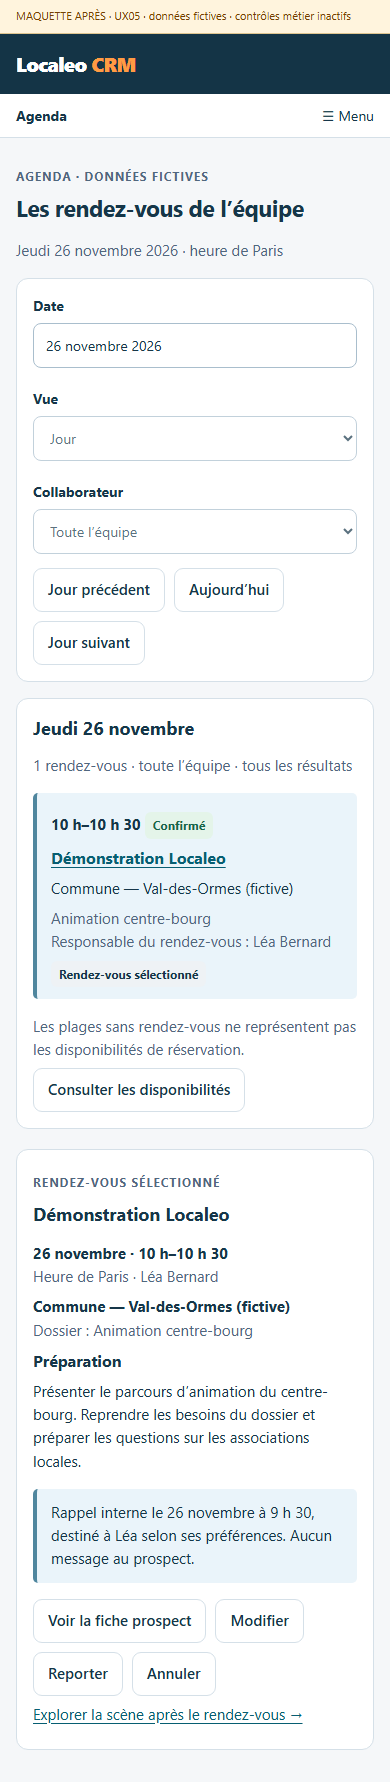 MAQUETTE APRÈS · UX05 · données fictives · contrôles métier inactifs
Localeo CRM
Agenda
☰ Menu
AGENDA · DONNÉES FICTIVES
Les rendez-vous de l’équipe
Jeudi 26 novembre 2026 · heure de Paris
Date
26 novembre 2026
Vue
Jour
Collaborateur
Toute l’équipe
Jour précédent
Aujourd’hui
Jour suivant
Jeudi 26 novembre
1 rendez-vous · toute l’équipe · tous les résultats
10 h–10 h 30 Confirmé
Démonstration Localeo
Commune — Val-des-Ormes (fictive)
Animation centre-bourg
Responsable du rendez-vous : Léa Bernard
Rendez-vous sélectionné
Les plages sans rendez-vous ne représentent pas
les disponibilités de réservation.
Consulter les disponibilités
RENDEZ-VOUS SÉLECTIONNÉ
Démonstration Localeo
26 novembre · 10 h–10 h 30
Heure de Paris · Léa Bernard
Commune — Val-des-Ormes (fictive)
Dossier : Animation centre-bourg
Préparation
Présenter le parcours d’animation du centre-
bourg. Reprendre les besoins du dossier et
préparer les questions sur les associations
locales.
Rappel interne le 26 novembre à 9 h 30,
destiné à Léa selon ses préférences. Aucun
message au prospect.
Voir la fiche prospect
Modifier
Reporter
Annuler
Explorer la scène après le rendez-vous →